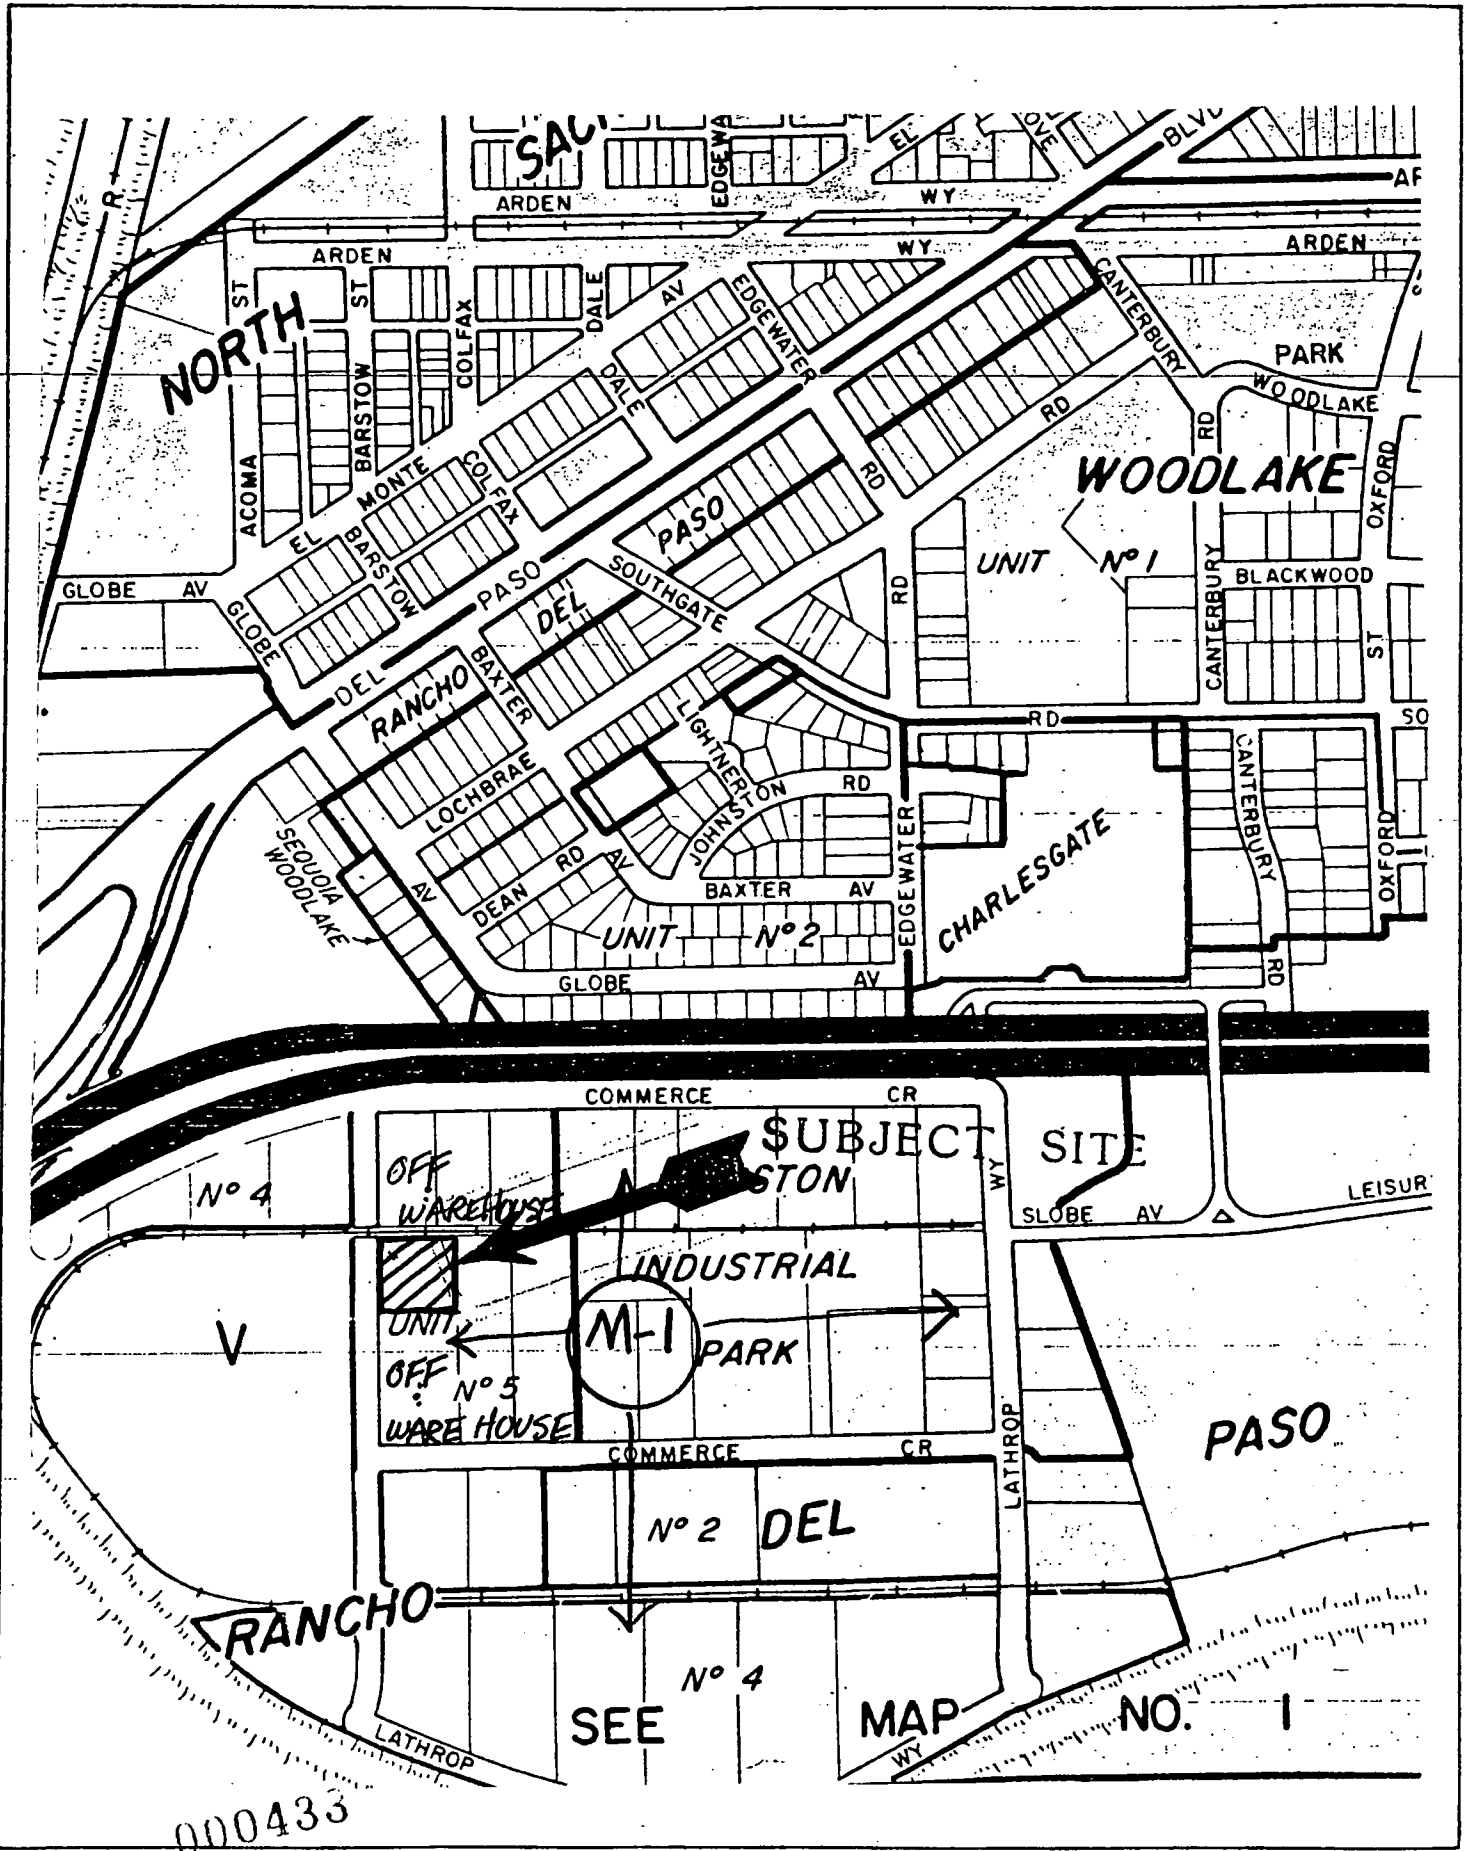 EDGEWA
EL
BLVD
R
ARDEN
WY
AR
ARDEN
WY
ARDEN
ST
ST
COLFAX
DALE
AV
EDGEWATER
CANTERBURY
NORTH
PARK
WOODLAKE
BARSTOW
DALE
RD
RD
ACOMA
MONTE
EL
COLFAX
BARSTOW
RD
WOODLAKE
OXFORD
PASO
UNIT Nº 1
BLACKWOOD
GLOBE AV
GLOBE
PASO
DEL
SOUTHGATE
RD
CANTERBURY
ST
DEL
RANCHO
BAXTER
LIGHTNER
RD
SO
CANTERBURY
LOCHBRAE
JOHNSTON
RD
EDGEWATER
CHARLESGATE
OXFORD
SEQUOIA
WOODLAKE
AV
DEAN RD
AV
BAXTER AV
UNIT Nº 2
GLOBE AV
RD
COMMERCE CR
SUBJECT SITE
STON
OFF
WAREHOUSE
Nº 4
WY
SLOBE AV
LEISUR
INDUSTRIAL
V
UNIT
M-1
PARK
OFF
Nº 5
WARE HOUSE
COMMERCE CR
LATHROP
PASO
Nº 2
DEL
RANCHO
Nº 4
SEE MAP NO. 1
LATHROP
WY
000433